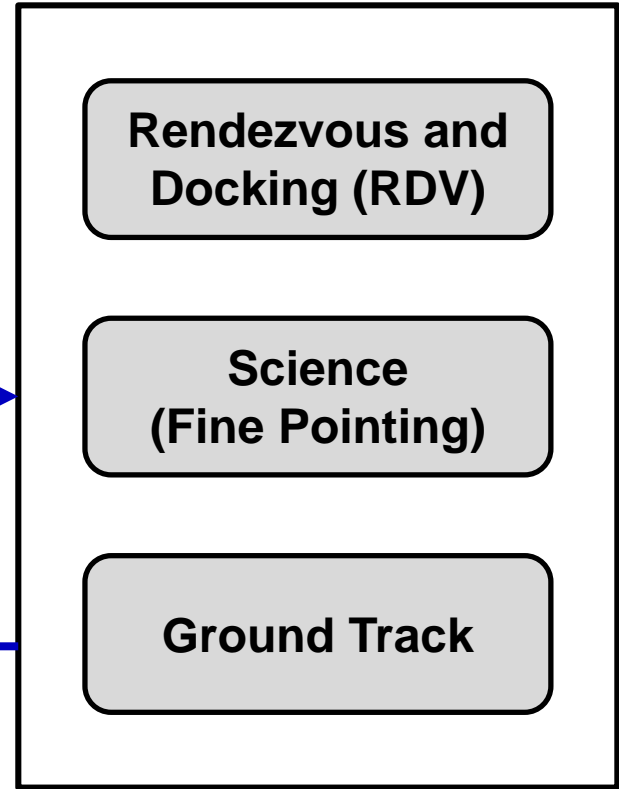 Rendezvous and
Docking (RDV)
Science
(Fine Pointing)
Ground Track